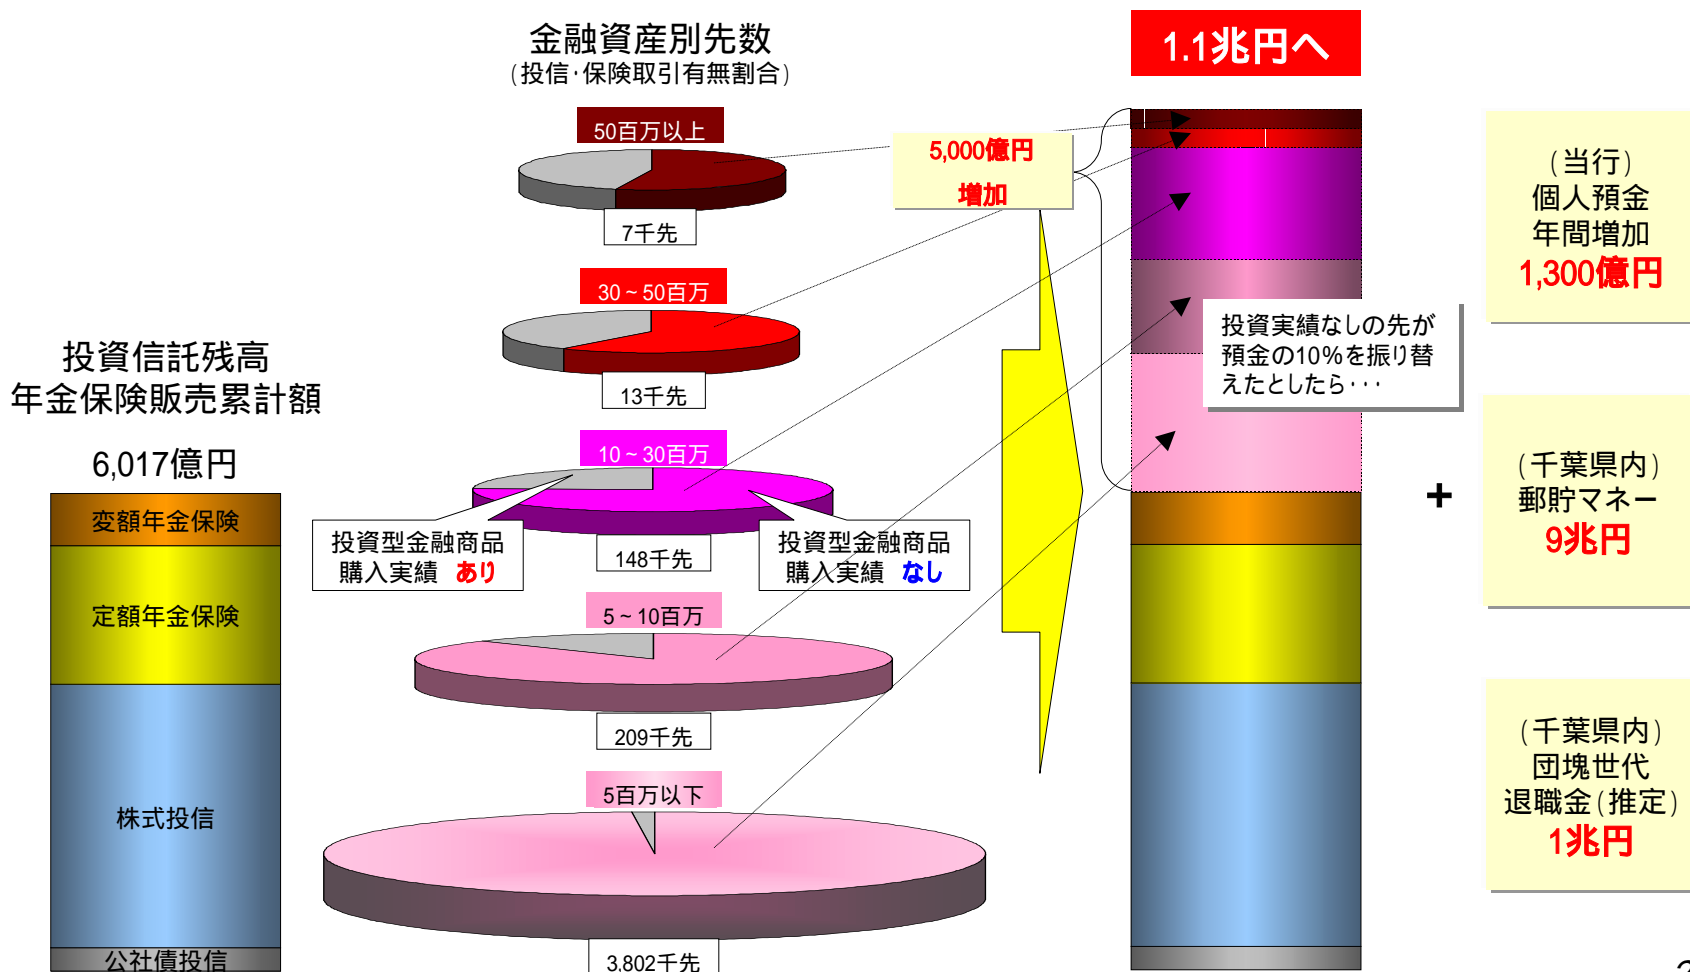 金融資産別先数
(投信･保険取引有無割合)
1.1兆円へ
50百万以上
7千先
5,000億円
増加
30~50百万
13千先
10~30百万
148千先
投資型金融商品
購入実績 あり
投資型金融商品
購入実績 なし
5~10百万
209千先
5百万以下
3,802千先
投資信託残高
年金保険販売累計額
6,017億円
変額年金保険
定額年金保険
株式投信
公社債投信
投資実績なしの先が
預金の10%を振り替
えたとしたら･･･
(当行)
個人預金
年間増加
1,300億円
+
(千葉県内)
郵貯マネー
9兆円
(千葉県内)
団塊世代
退職金(推定)
1兆円